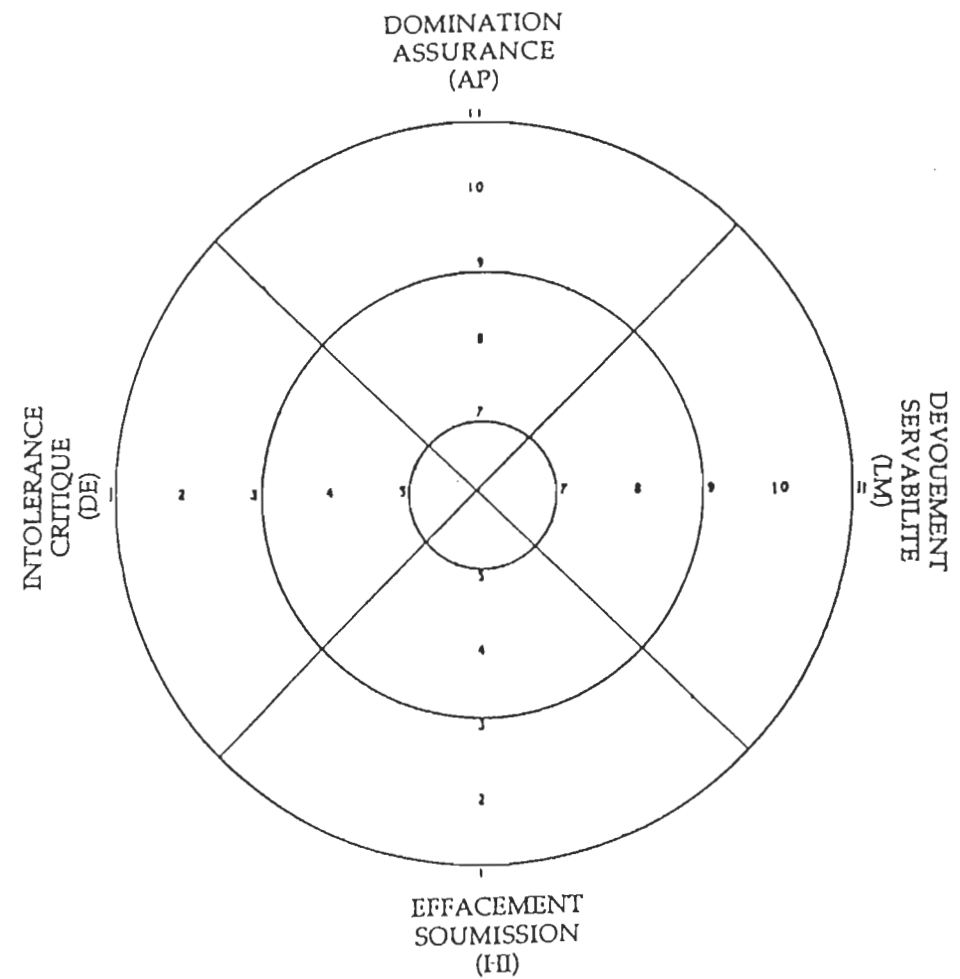 DOMINATION
ASSURANCE
(AP)
11
10
9
8
7
INTOLERANCE
CRITIQUE
(DE)
1 2 3 4 5 7 8 9 10 11
DEVOUEMENT
SERVABILITE
(LM)
5
4
3
2
1
EFFACEMENT
SOUMISSION